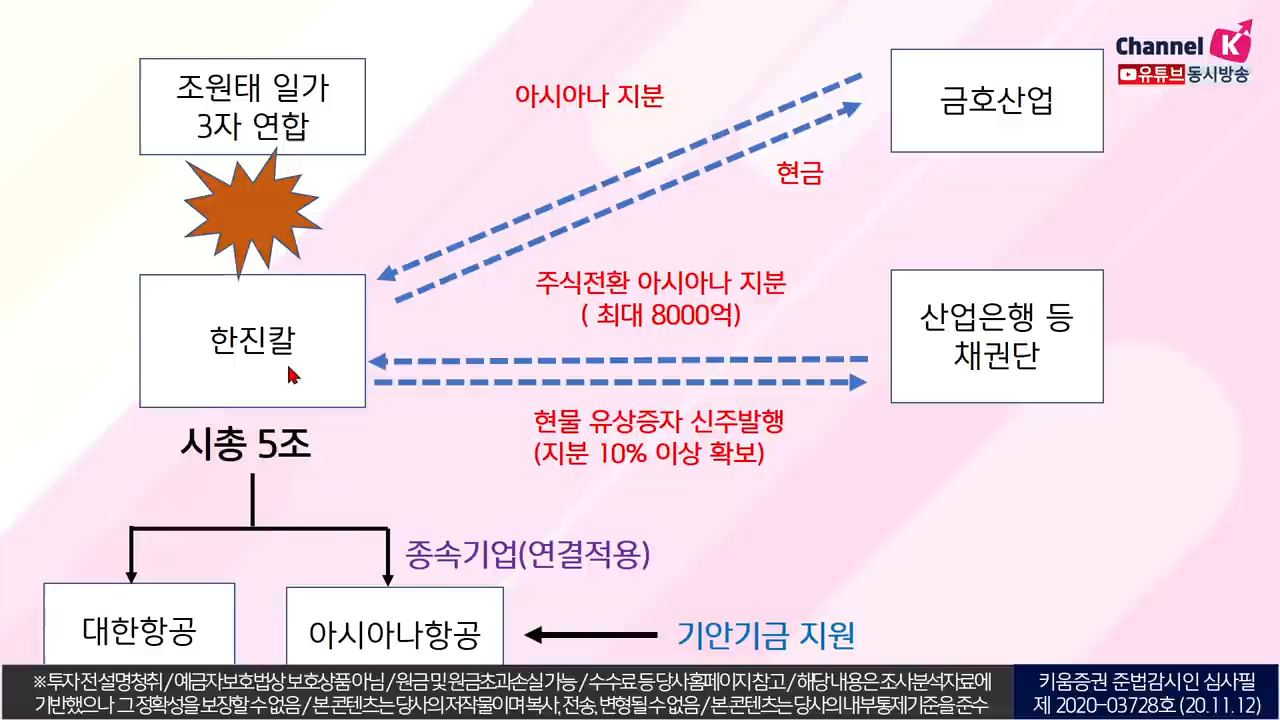 Channel K
유튜브 동시방송
조원태 일가
3자 연합
아시아나 지분
금호산업
현금
주식전환 아시아나 지분
( 최대 8000억)
산업은행 등
채권단
한진칼
현물 유상증자 신주발행
(지분 10% 이상 확보)
시총 5조
종속기업(연결적용)
대한항공
아시아나항공
기안기금 지원
※ 투자 전 설명청취 / 예금자보호법상 보호상품 아님 / 원금 및 원금초과손실 가능 / 수수료 등 당사홈페이지 참고 / 해당 내용은 조사분석자료에
기반했으나 그 정확성을 보장할 수 없음 / 본 콘텐츠는 당사의 저작물이며 복사, 전송, 변형될 수 없음 / 본 콘텐츠는 당사의 내부통제기준을 준수
키움증권 준법감시인 심사필
제 2020-03728호 (20.11.12)